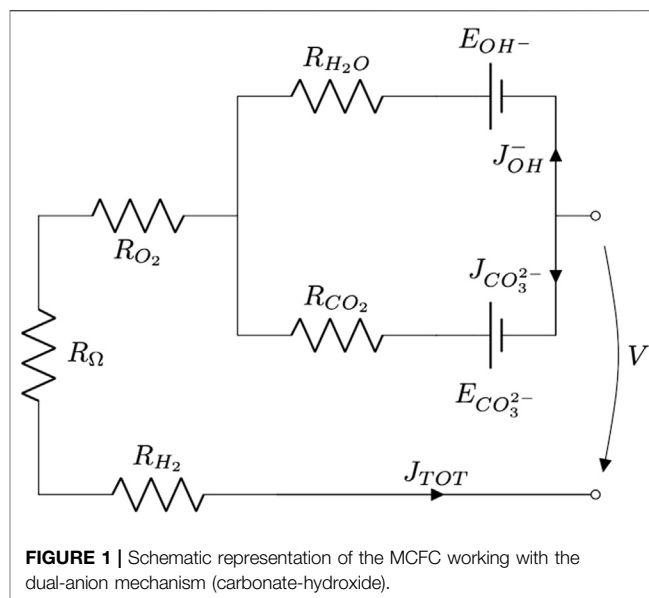 R_{H_2O}
E_{OH^-}
J_{OH}^-
R_{O_2}
J_{CO_3^{2-}}
R_{CO_2}
R_Ω
V
E_{CO_3^{2-}}
R_{H_2}
J_{TOT}
FIGURE 1 | Schematic representation of the MCFC working with the
dual-anion mechanism (carbonate-hydroxide).